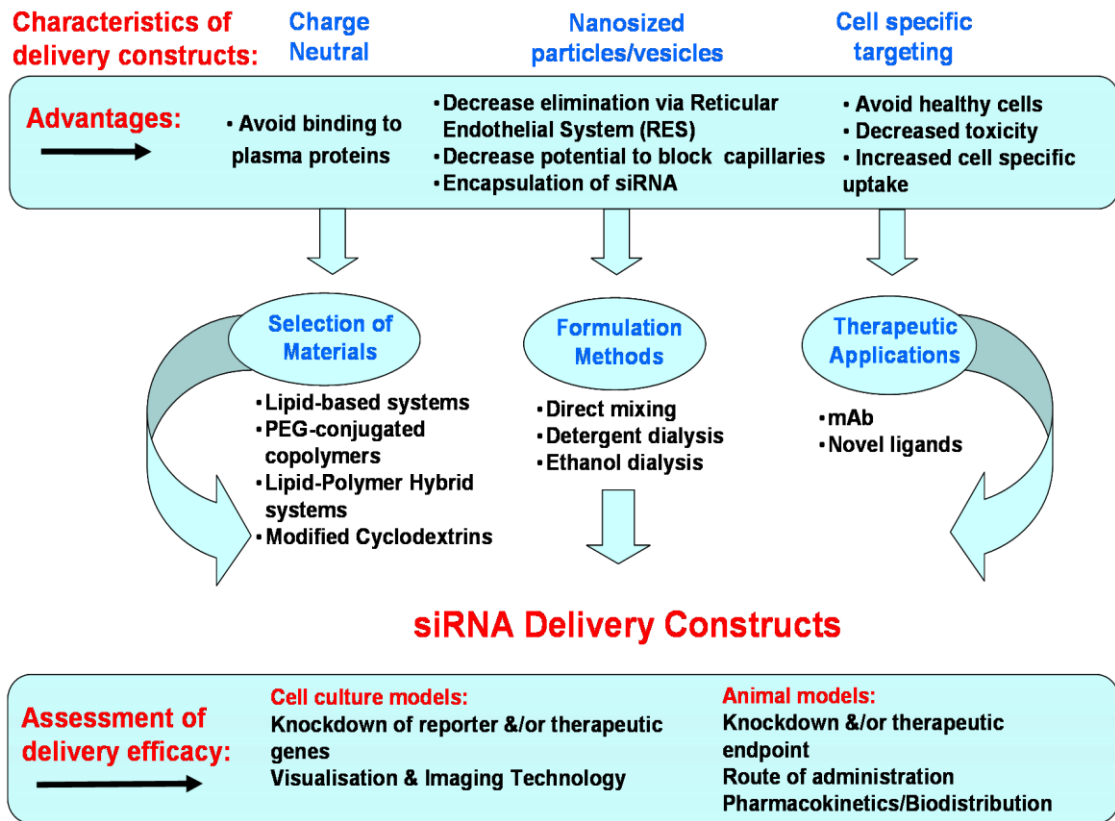 Characteristics of
delivery constructs:
Charge
Neutral
Nanosized
particles/vesicles
Cell specific
targeting
Advantages:
• Avoid binding to
plasma proteins
• Decrease elimination via Reticular
Endothelial System (RES)
• Decrease potential to block capillaries
• Encapsulation of siRNA
• Avoid healthy cells
• Decreased toxicity
• Increased cell specific
uptake
Selection of
Materials
• Lipid-based systems
• PEG-conjugated
copolymers
• Lipid-Polymer Hybrid
systems
• Modified Cyclodextrins
Formulation
Methods
• Direct mixing
• Detergent dialysis
• Ethanol dialysis
Therapeutic
Applications
• mAb
• Novel ligands
siRNA Delivery Constructs
Assessment of
delivery efficacy:
Cell culture models:
Knockdown of reporter &/or therapeutic
genes
Visualisation & Imaging Technology
Animal models:
Knockdown &/or therapeutic
endpoint
Route of administration
Pharmacokinetics/Biodistribution